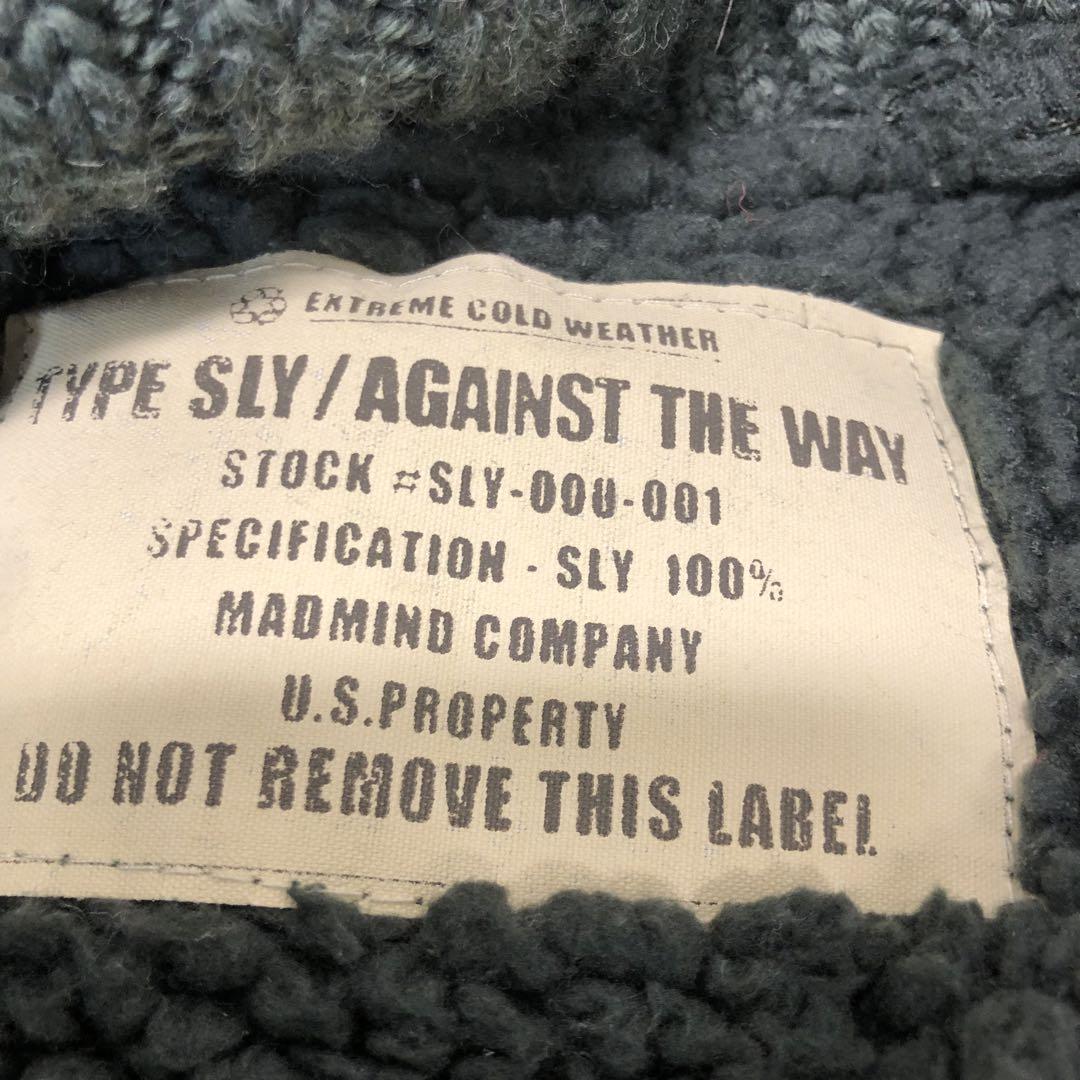 EXTREME COLD WEATHER
TYPE SLY/AGAINST THE WAY
STOCK #SLY-000-001
SPECIFICATION - SLY 100%
MADMIND COMPANY
U.S.PROPERTY
DO NOT REMOVE THIS LABEL